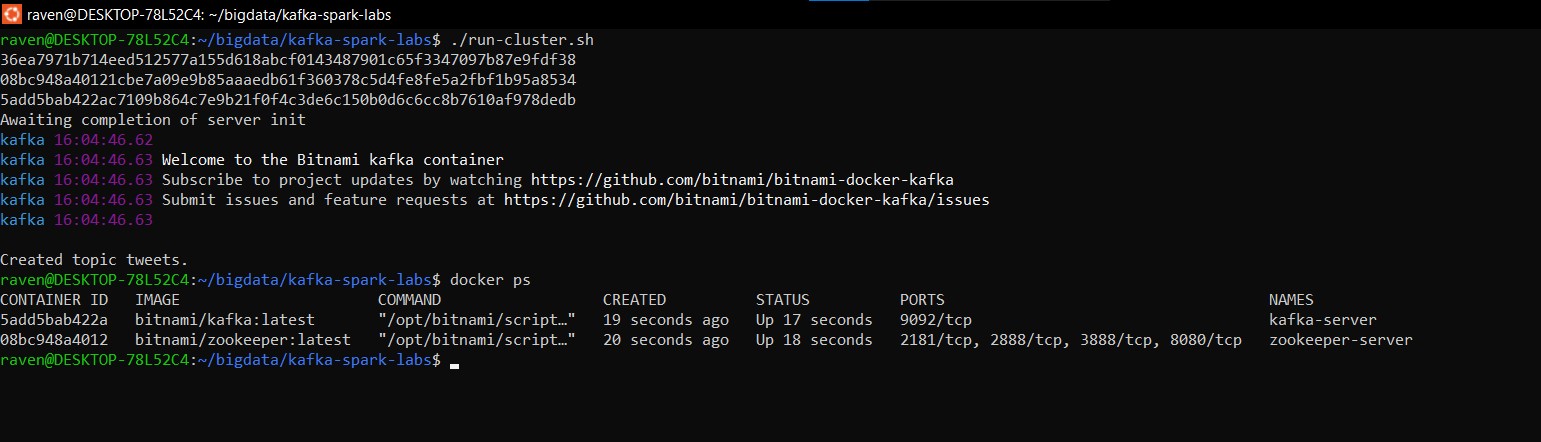 raven@DESKTOP-78L52C4: ~/bigdata/kafka-spark-labs
raven@DESKTOP-78L52C4:~/bigdata/kafka-spark-labs$ ./run-cluster.sh
36ea7971b714eed512577a155d618abcf0143487901c65f3347097b87e9fdf38
08bc948a40121cbe7a09e9b85aaaedb61f360378c5d4fe8fe5a2fbf1b95a8534
5add5bab422ac7109b864c7e9b21f0f4c3de6c150b0d6c6cc8b7610af978dedb
Awaiting completion of server init
kafka 16:04:46.62
kafka 16:04:46.63 Welcome to the Bitnami kafka container
kafka 16:04:46.63 Subscribe to project updates by watching https://github.com/bitnami/bitnami-docker-kafka
kafka 16:04:46.63 Submit issues and feature requests at https://github.com/bitnami/bitnami-docker-kafka/issues
kafka 16:04:46.63
Created topic tweets.
raven@DESKTOP-78L52C4:~/bigdata/kafka-spark-labs$ docker ps
CONTAINER ID   IMAGE                      COMMAND                  CREATED          STATUS          PORTS                                    NAMES
5add5bab422a   bitnami/kafka:latest       "/opt/bitnami/script…"   19 seconds ago   Up 17 seconds   9092/tcp                                 kafka-server
08bc948a4012   bitnami/zookeeper:latest   "/opt/bitnami/script…"   20 seconds ago   Up 18 seconds   2181/tcp, 2888/tcp, 3888/tcp, 8080/tcp   zookeeper-server
raven@DESKTOP-78L52C4:~/bigdata/kafka-spark-labs$